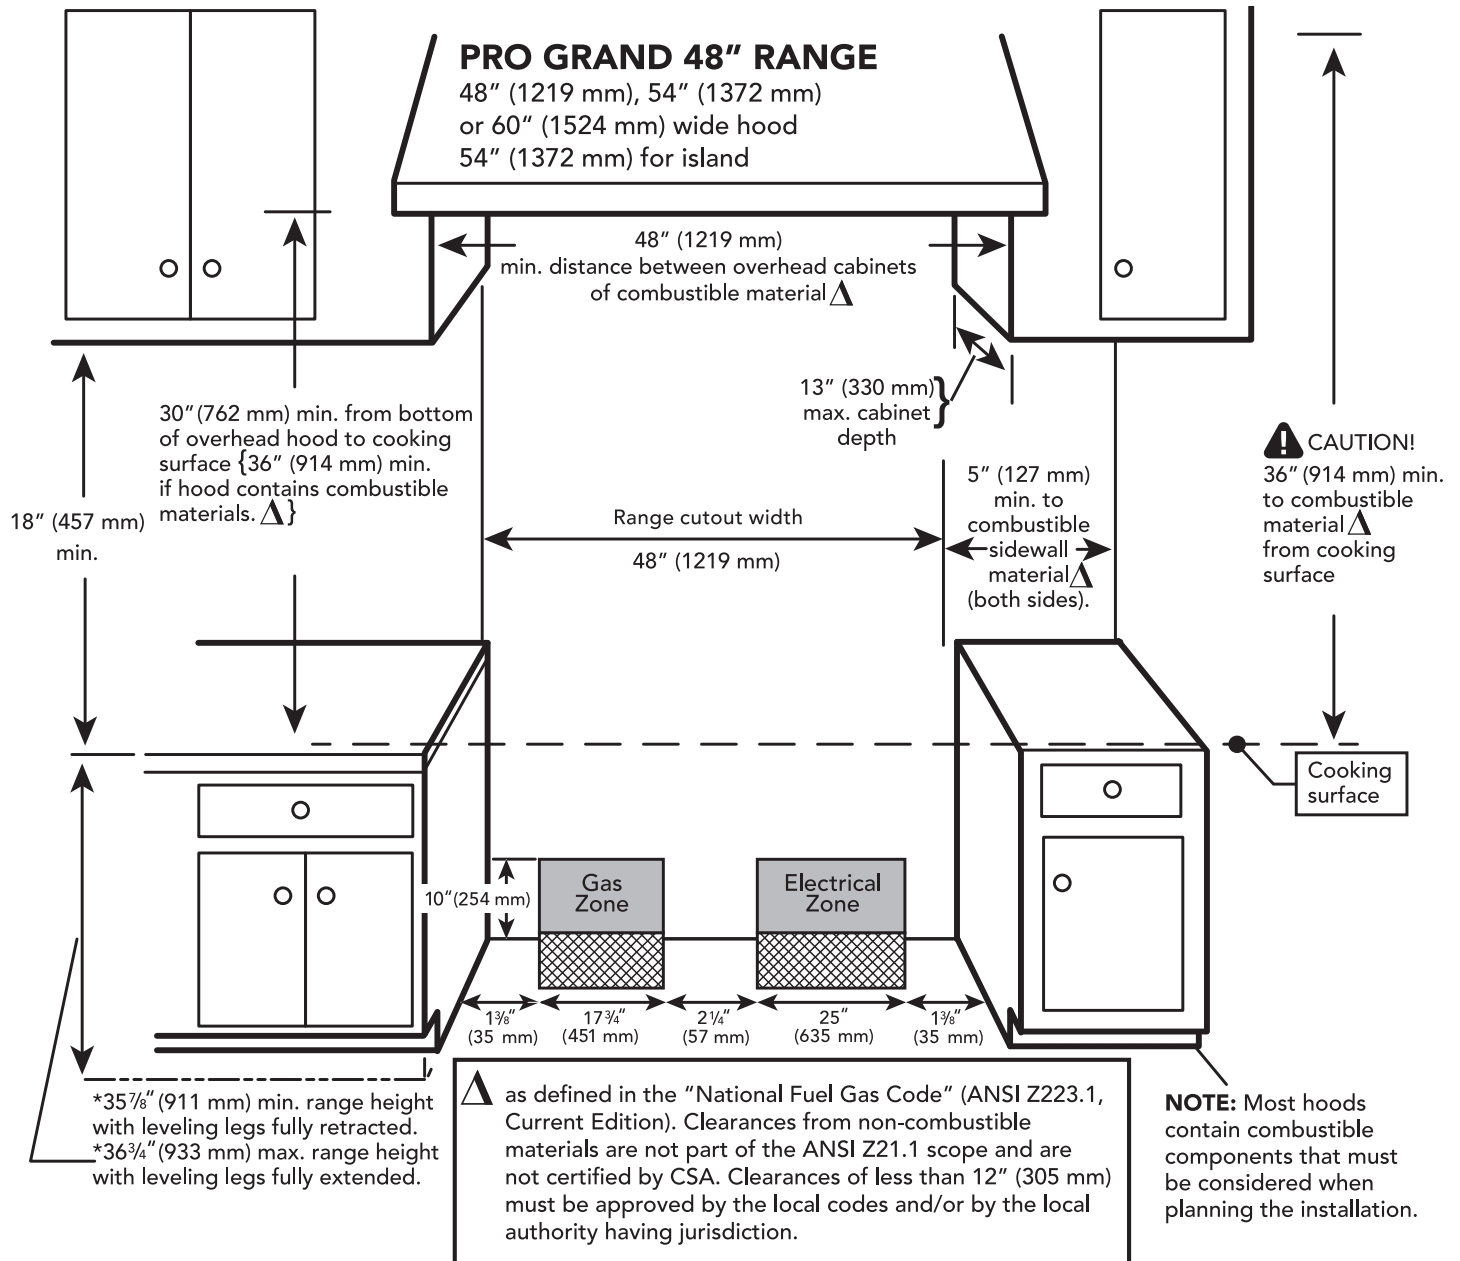 PRO GRAND 48” RANGE
48” (1219 mm), 54” (1372 mm)
or 60“ (1524 mm) wide hood
54” (1372 mm) for island
48” (1219 mm)
min. distance between overhead cabinets
of combustible material Δ
13” (330 mm)}
max. cabinet
depth
30”(762 mm) min. from bottom
of overhead hood to cooking
surface {36” (914 mm) min.
if hood contains combustible
materials. Δ}
18” (457 mm)
min.
Range cutout width
48” (1219 mm)
5” (127 mm)
min. to
combustible
sidewall
material Δ
(both sides).
CAUTION!
36” (914 mm) min.
to combustible
material Δ
from cooking
surface
Cooking
surface
10“(254 mm)
Gas
Zone
Electrical
Zone
1⅜“
(35 mm)
17¾“
(451 mm)
2¼“
(57 mm)
25“
(635 mm)
1⅜“
(35 mm)
*35⅞“ (911 mm) min. range height
with leveling legs fully retracted.
*36¾“ (933 mm) max. range height
with leveling legs fully extended.
Δ as defined in the “National Fuel Gas Code” (ANSI Z223.1,
Current Edition). Clearances from non-combustible
materials are not part of the ANSI Z21.1 scope and are
not certified by CSA. Clearances of less than 12” (305 mm)
must be approved by the local codes and/or by the local
authority having jurisdiction.
NOTE: Most hoods
contain combustible
components that must
be considered when
planning the installation.